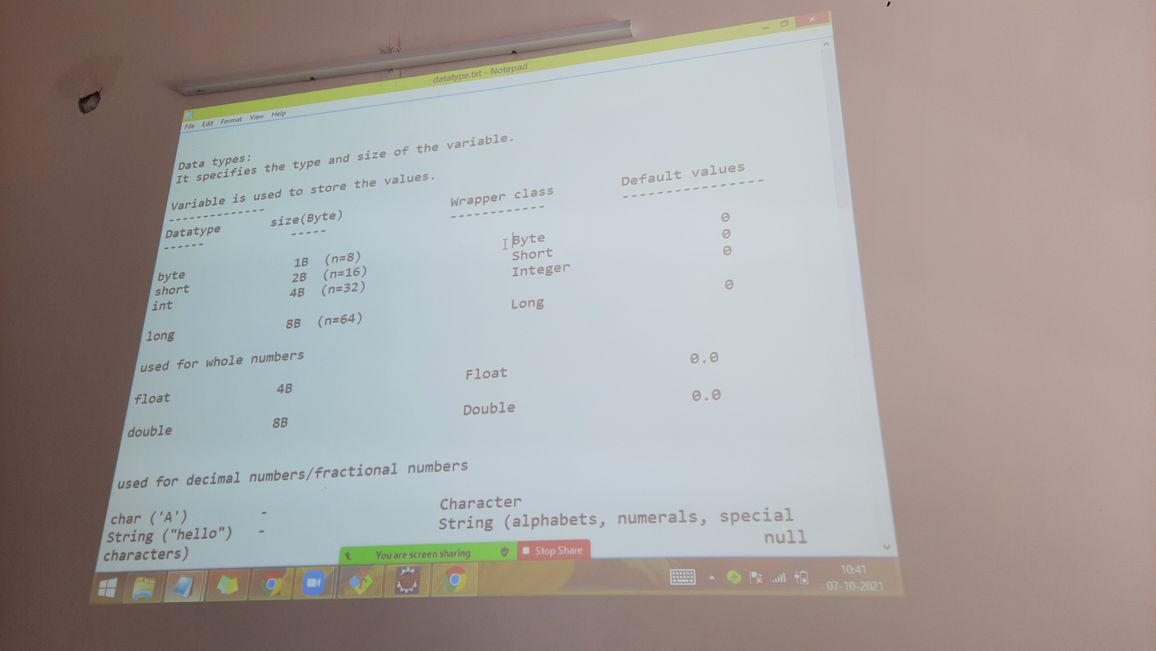 datatype.txt - Notepad
File Edit Format View Help
Data types:
It specifies the type and size of the variable.
Variable is used to store the values.
--------------
Datatype size(Byte) Wrapper class Default values
------ ----- ------------ ----------------
byte 1B (n=8) Byte 0
short 2B (n=16) Short 0
int 4B (n=32) Integer 0
long 8B (n=64) Long 0
used for whole numbers
float 4B Float 0.0
double 8B Double 0.0
used for decimal numbers/fractional numbers
char ('A') - Character
String ("hello") - String (alphabets, numerals, special
characters) null
You are screen sharing Stop Share
10:41
07-10-2021